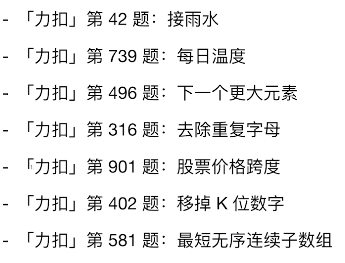 - 「力扣」第 42 题：接雨水
- 「力扣」第 739 题：每日温度
- 「力扣」第 496 题：下一个更大元素
- 「力扣」第 316 题：去除重复字母
- 「力扣」第 901 题：股票价格跨度
- 「力扣」第 402 题：移掉 K 位数字
- 「力扣」第 581 题：最短无序连续子数组